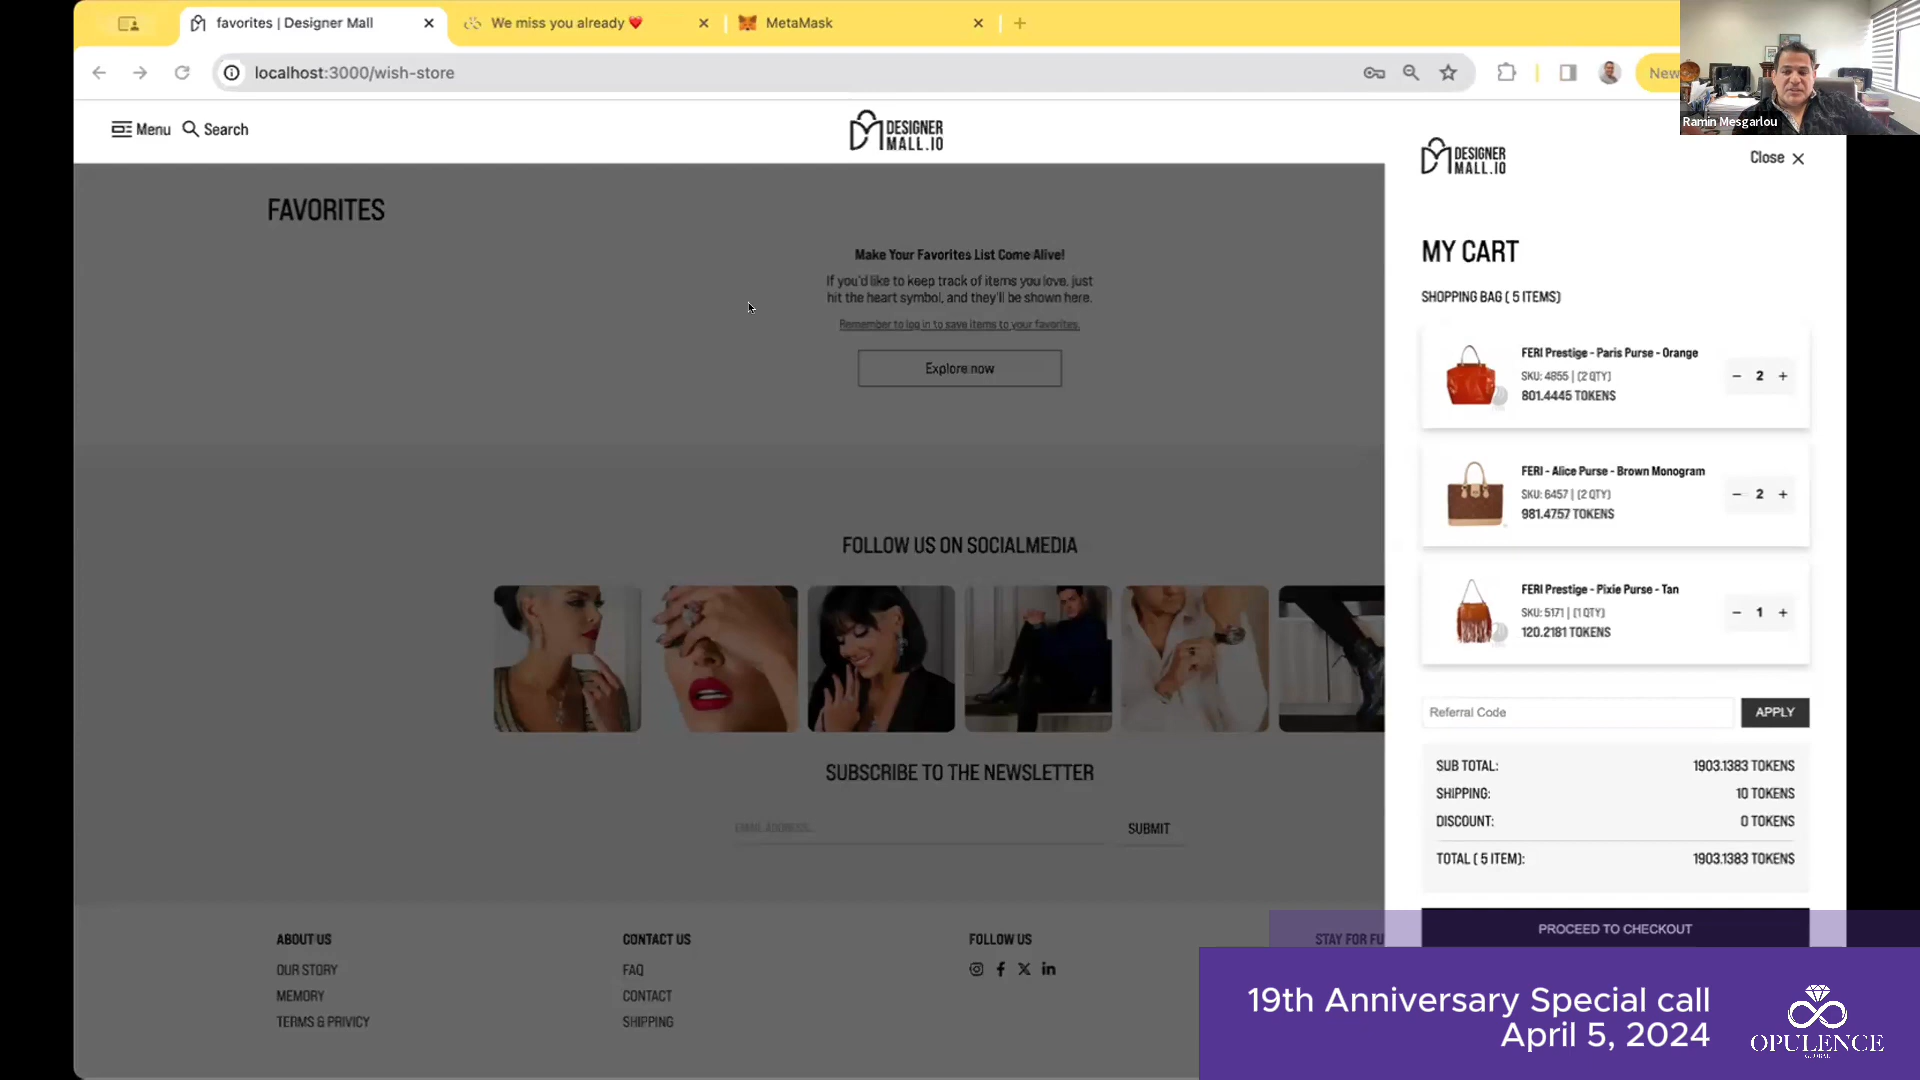 favorites | Designer Mall
We miss you already
MetaMask
localhost:3000/wish-store
New
Ramin Mesgarlou
Menu
Search
DESIGNER
MALL.IO
DESIGNER
MALL.IO
Close
FAVORITES
Make Your Favorites List Come Alive!
If you'd like to keep track of items you love, just
hit the heart symbol, and they'll be shown here.
Remember to log in to save items to your favorites.
Explore now
FOLLOW US ON SOCIALMEDIA
SUBSCRIBE TO THE NEWSLETTER
EMAIL ADDRESS...
SUBMIT
ABOUT US
OUR STORY
MEMORY
TERMS & PRIVICY
CONTACT US
FAQ
CONTACT
SHIPPING
FOLLOW US
STAY FOR FU
MY CART
SHOPPING BAG ( 5 ITEMS)
FERI Prestige - Paris Purse - Orange
SKU: 4855 | (2 QTY)
801.4445 TOKENS
− 2 +
FERI - Alice Purse - Brown Monogram
SKU: 6457 | (2 QTY)
981.4757 TOKENS
− 2 +
FERI Prestige - Pixie Purse - Tan
SKU: 5171 | (1 QTY)
120.2181 TOKENS
− 1 +
Referral Code
APPLY
SUB TOTAL: 1903.1383 TOKENS
SHIPPING: 10 TOKENS
DISCOUNT: 0 TOKENS
TOTAL ( 5 ITEM): 1903.1383 TOKENS
PROCEED TO CHECKOUT
19th Anniversary Special call
April 5, 2024
OPULENCE
GLOBAL